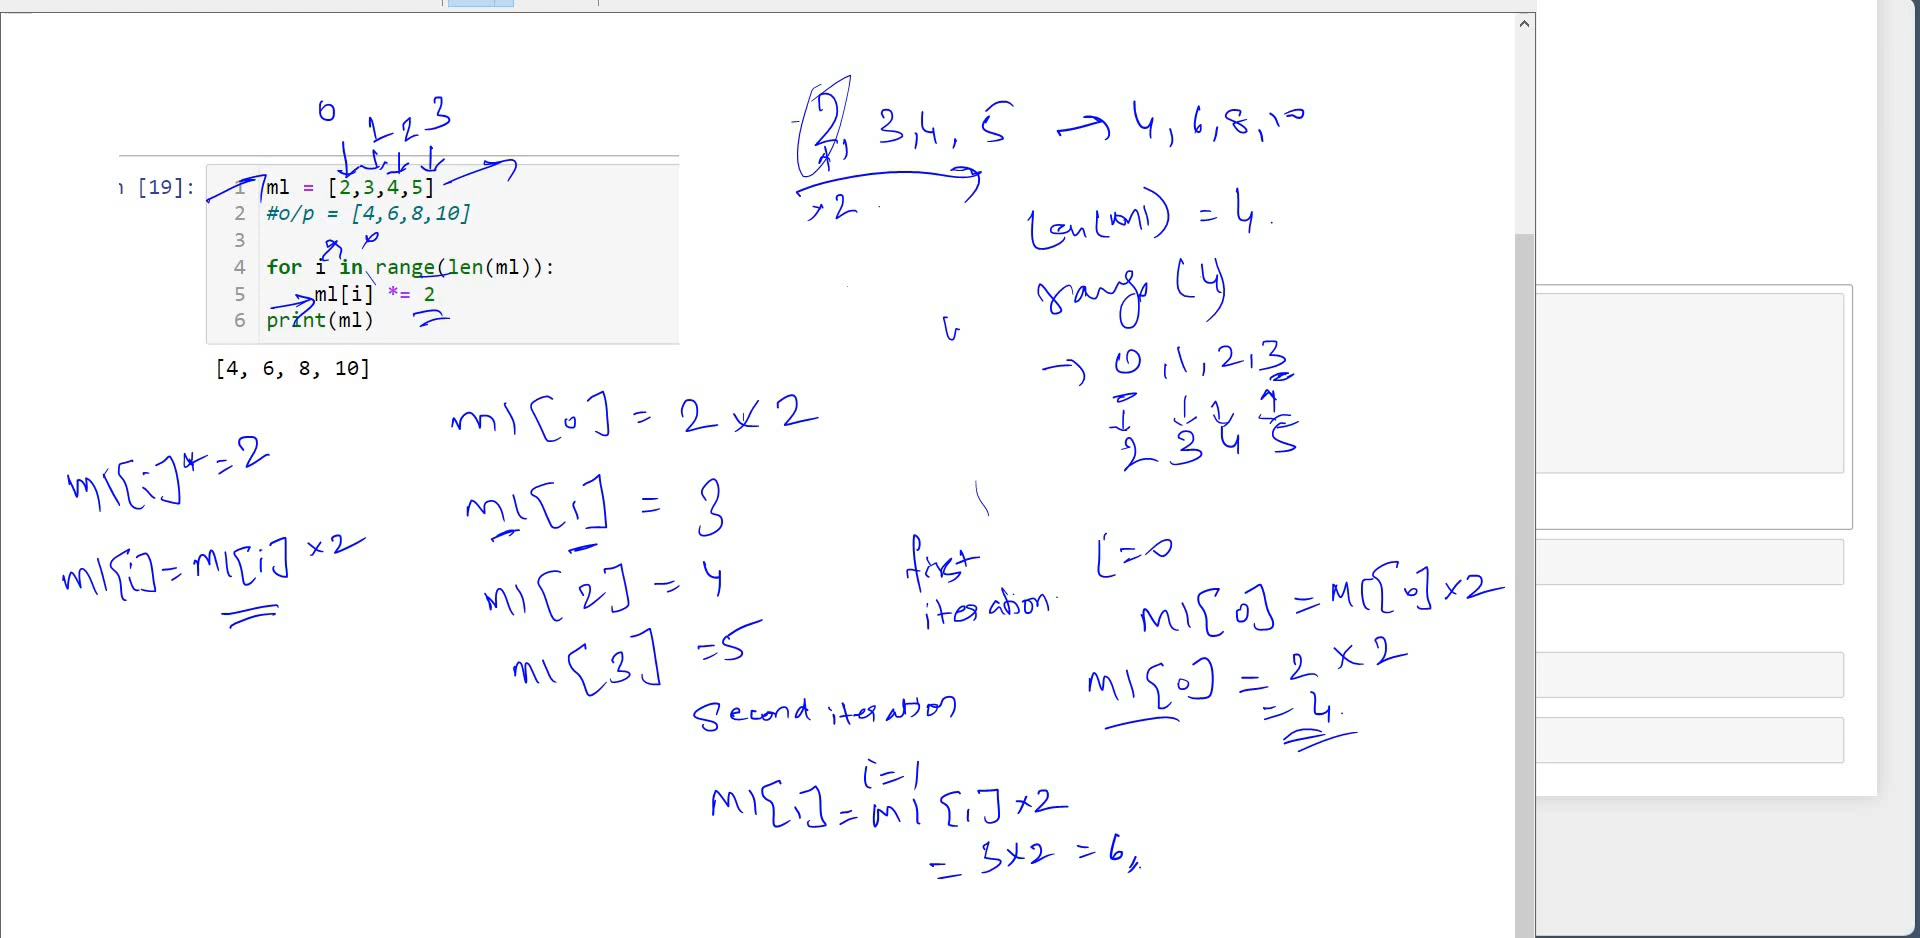 0 1 2 3
[19]:
1 ml = [2,3,4,5]
2 #o/p = [4,6,8,10]
3
4 for i in range(len(ml)):
5 ml[i] *= 2
6 print(ml)
[4, 6, 8, 10]
2, 3,4, 5 → 4, 6, 8, 10
×2
len(ml) = 4.
range (4)
→ 0, 1, 2, 3
2 3 4 5
ml[i]*=2
ml[i]=ml[i] ×2
ml[0] = 2 × 2
ml[1] = 3
ml[2] = 4
ml[3] =5
first iteration.
i=0
ml[0] = ml[0] ×2
ml[0] = 2 × 2
= 4.
Second iteration
i=1
ml[1] = ml[1] ×2
= 3×2 = 6